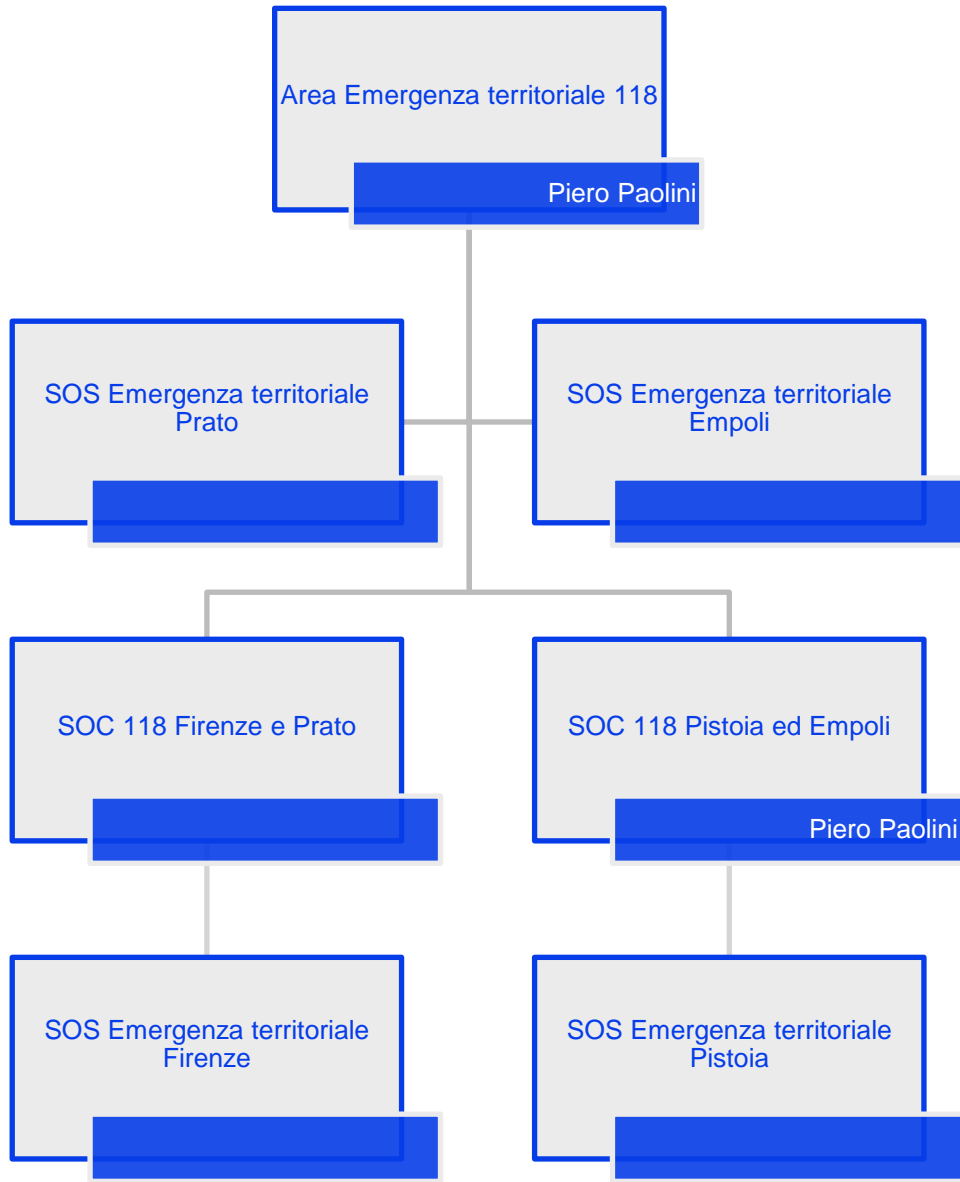 Area Emergenza territoriale 118
Piero Paolini
SOS Emergenza territoriale
Prato
SOS Emergenza territoriale
Empoli
SOC 118 Firenze e Prato
SOC 118 Pistoia ed Empoli
Piero Paolini
SOS Emergenza territoriale
Firenze
SOS Emergenza territoriale
Pistoia